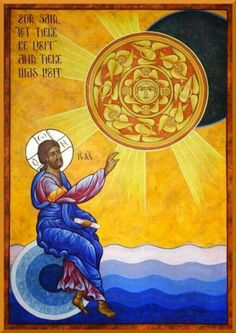 GOD SAID,
LET THERE
BE LIGHT
AND THERE
WAS LIGHT